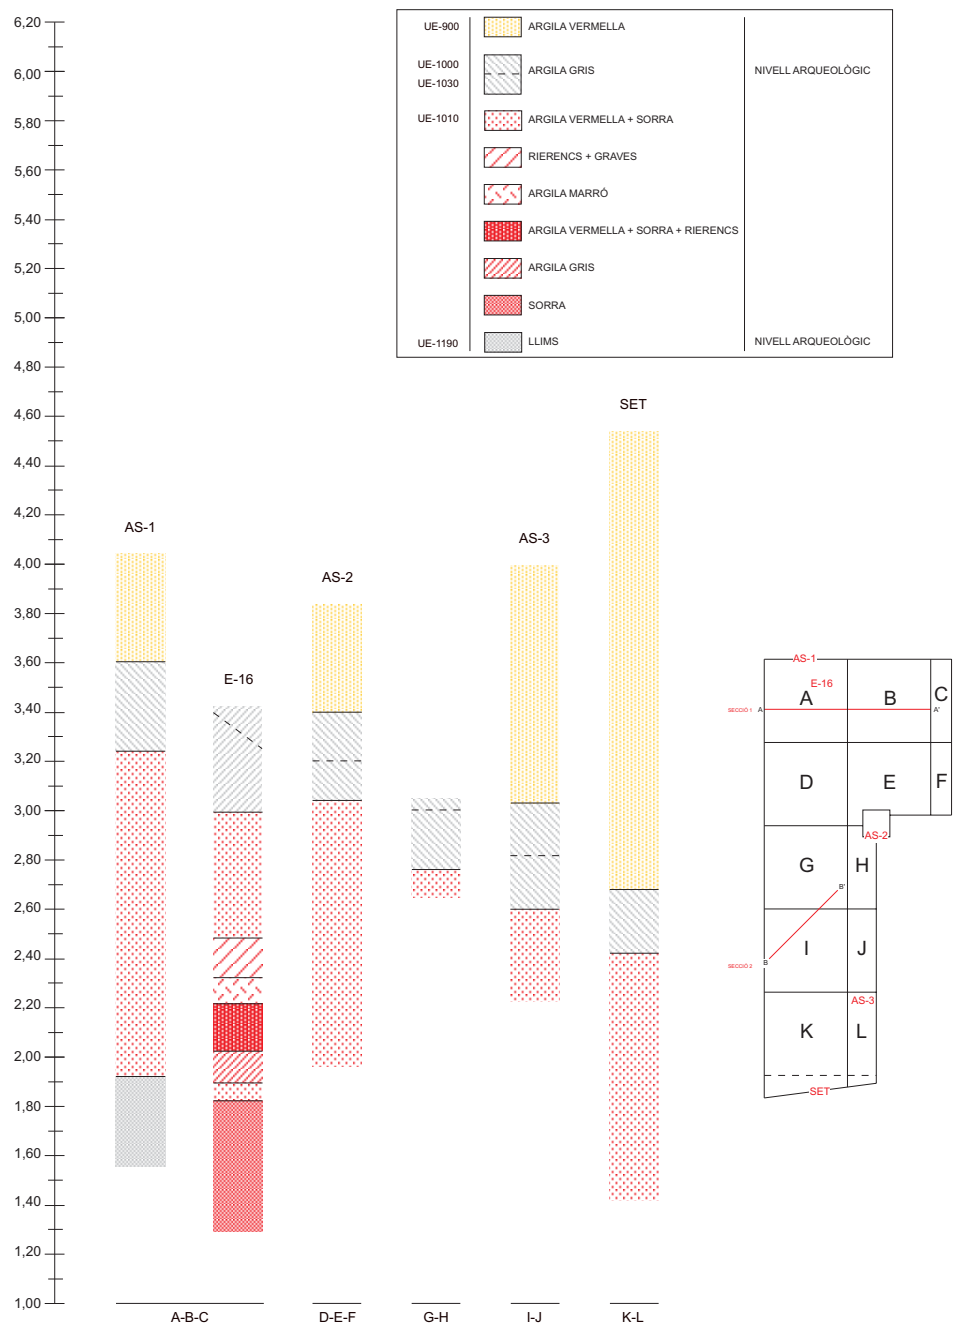 6,20
6,00
5,80
5,60
5,40
5,20
5,00
4,80
4,60
4,40
4,20
4,00
3,80
3,60
3,40
3,20
3,00
2,80
2,60
2,40
2,20
2,00
1,80
1,60
1,40
1,20
1,00
UE-900 ARGILA VERMELLA
UE-1000
UE-1030 ARGILA GRIS NIVELL ARQUEOLÒGIC
UE-1010 ARGILA VERMELLA + SORRA
RIERENCS + GRAVES
ARGILA MARRÓ
ARGILA VERMELLA + SORRA + RIERENCS
ARGILA GRIS
SORRA
UE-1190 LLIMS NIVELL ARQUEOLÒGIC
AS-1
E-16
AS-2
AS-3
SET
A-B-C
D-E-F
G-H
I-J
K-L
AS-1
E-16
A
B
C
SECCIÓ 1 A
A'
D
E
F
AS-2
G
H
B'
I
J
SECCIÓ 2 B
AS-3
K
L
SET